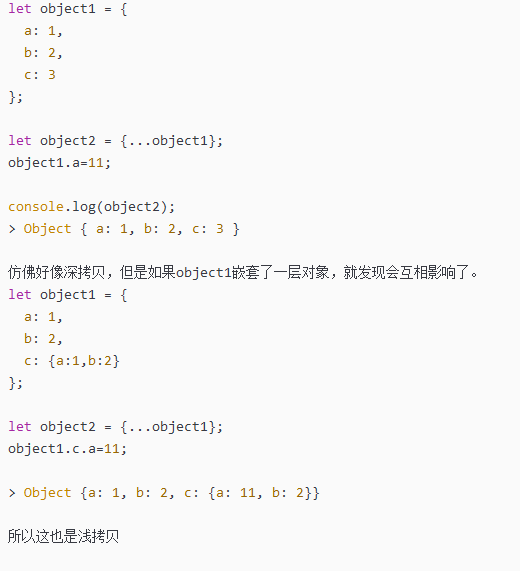 let object1 = {
  a: 1,
  b: 2,
  c: 3
};

let object2 = {...object1};
object1.a=11;

console.log(object2);
> Object { a: 1, b: 2, c: 3 }

仿佛好像深拷贝，但是如果object1嵌套了一层对象，就发现会互相影响了。
let object1 = {
  a: 1,
  b: 2,
  c: {a:1,b:2}
};

let object2 = {...object1};
object1.c.a=11;

> Object {a: 1, b: 2, c: {a: 11, b: 2}}

所以这也是浅拷贝